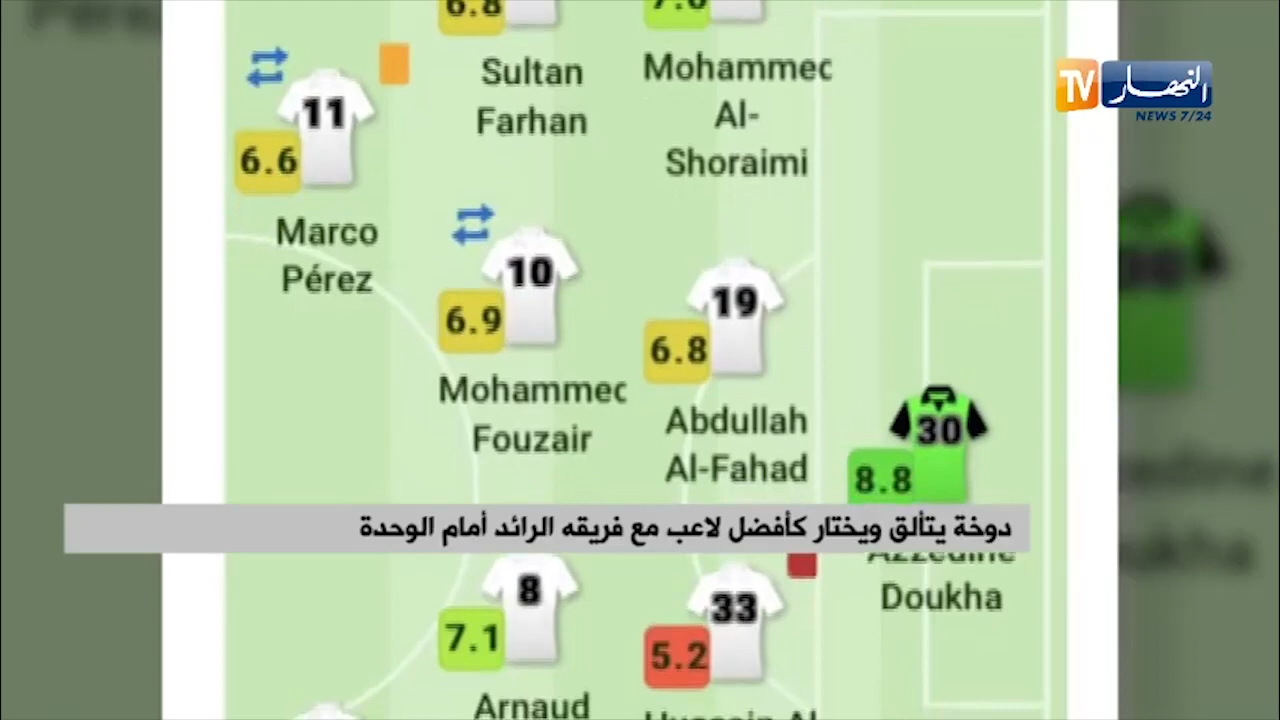 6.8
7.6
Sultan
Farhan
Mohammed
Al-
Shoraimi
TV النهار
NEWS 7/24
11
6.6
Marco
Pérez
10
6.9
Mohammed
Fouzair
19
6.8
Abdullah
Al-Fahad
30
8.8
دوخة يتألق ويختار كأفضل لاعب مع فريقه الرائد أمام الوحدة
Azzedine
Doukha
8
7.1
Arnaud
33
5.2